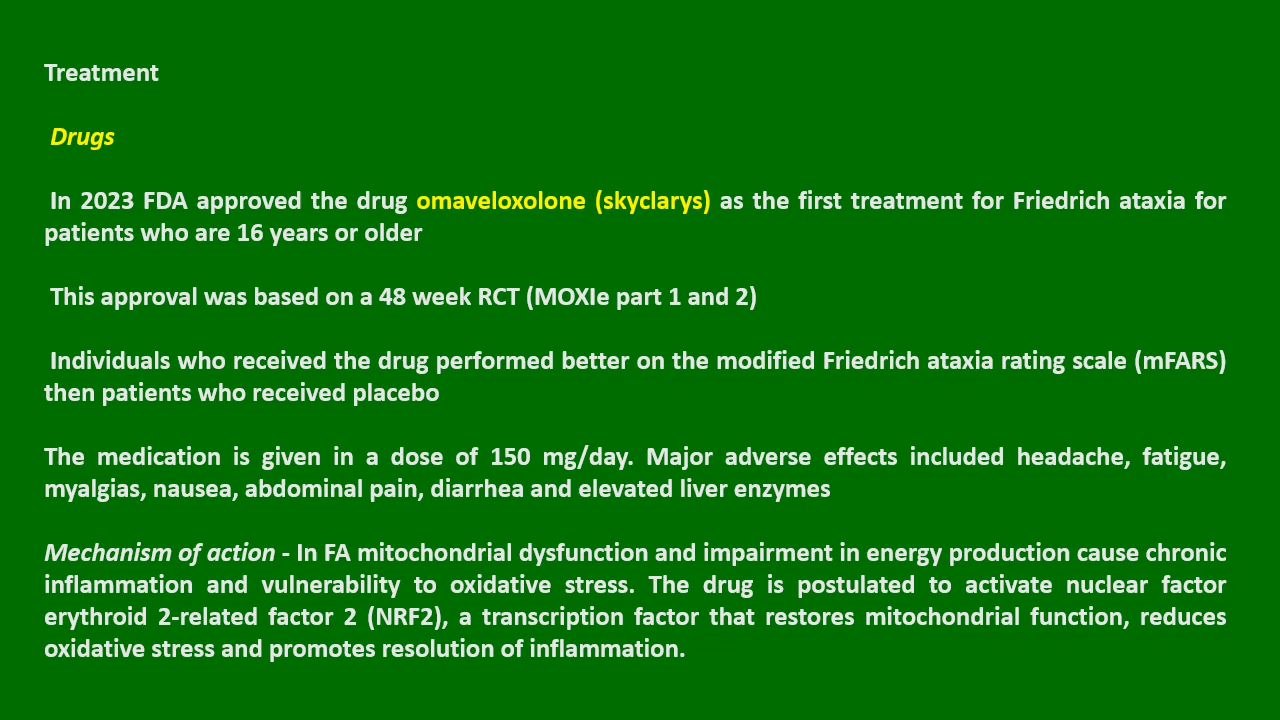 Treatment
Drugs
In 2023 FDA approved the drug omaveloxolone (skyclarys) as the first treatment for Friedrich ataxia for
patients who are 16 years or older
This approval was based on a 48 week RCT (MOXIe part 1 and 2)
Individuals who received the drug performed better on the modified Friedrich ataxia rating scale (mFARS)
then patients who received placebo
The medication is given in a dose of 150 mg/day. Major adverse effects included headache, fatigue,
myalgias, nausea, abdominal pain, diarrhea and elevated liver enzymes
Mechanism of action - In FA mitochondrial dysfunction and impairment in energy production cause chronic
inflammation and vulnerability to oxidative stress. The drug is postulated to activate nuclear factor
erythroid 2-related factor 2 (NRF2), a transcription factor that restores mitochondrial function, reduces
oxidative stress and promotes resolution of inflammation.